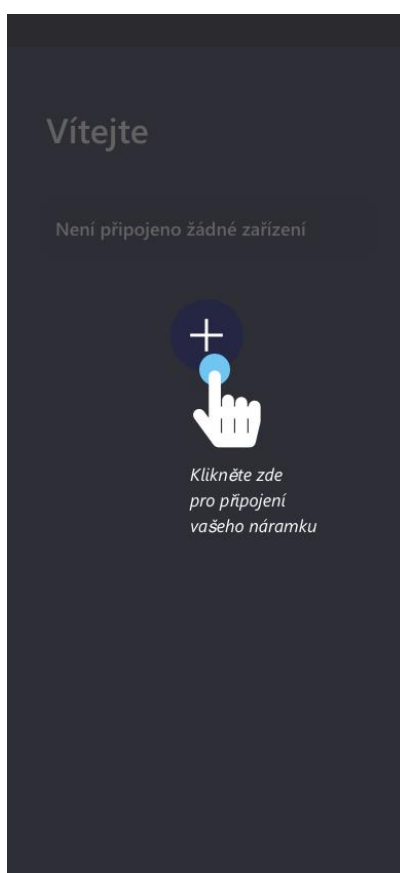 Vítejte
Není připojeno žádné zařízení
Klikněte zde
pro připojení
vašeho náramku